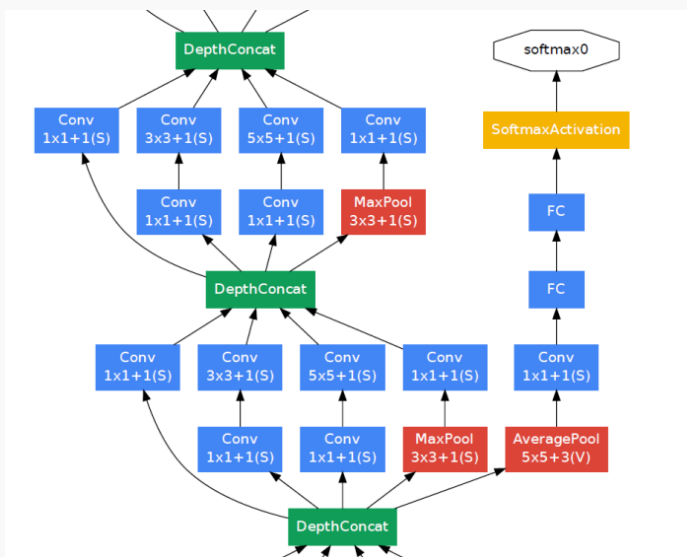 DepthConcat
softmax0
Conv
1x1+1(S)
Conv
3x3+1(S)
Conv
5x5+1(S)
Conv
1x1+1(S)
SoftmaxActivation
Conv
1x1+1(S)
Conv
1x1+1(S)
MaxPool
3x3+1(S)
FC
DepthConcat
FC
Conv
1x1+1(S)
Conv
3x3+1(S)
Conv
5x5+1(S)
Conv
1x1+1(S)
Conv
1x1+1(S)
Conv
1x1+1(S)
Conv
1x1+1(S)
MaxPool
3x3+1(S)
AveragePool
5x5+3(V)
DepthConcat